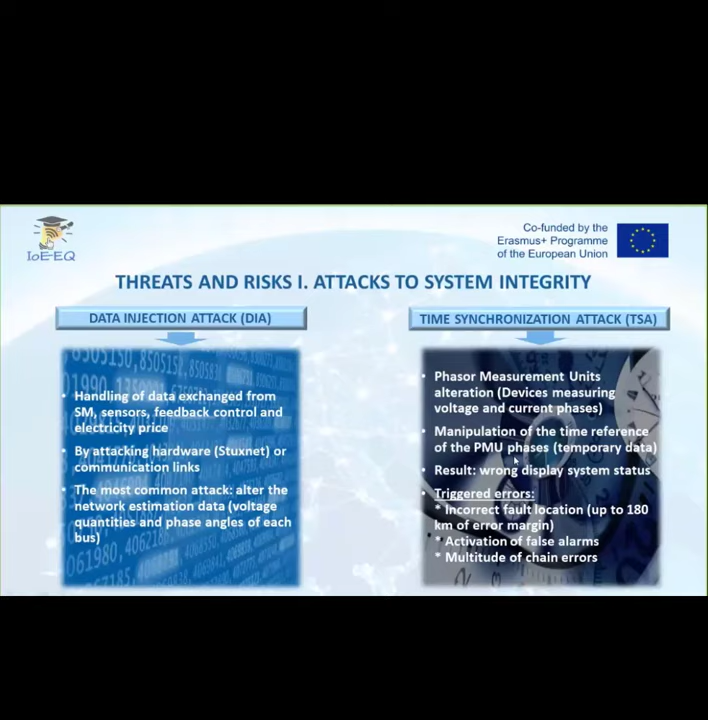 IoE-EQ
Co-funded by the
Erasmus+ Programme
of the European Union
THREATS AND RISKS I. ATTACKS TO SYSTEM INTEGRITY
DATA INJECTION ATTACK (DIA)
• Handling of data exchanged from
SM, sensors, feedback control and
electricity price
• By attacking hardware (Stuxnet) or
communication links
• The most common attack: alter the
network estimation data (voltage
quantities and phase angles of each
bus)
TIME SYNCHRONIZATION ATTACK (TSA)
• Phasor Measurement Units
alteration (Devices measuring
voltage and current phases)
• Manipulation of the time reference
of the PMU phases (temporary data)
• Result: wrong display system status
• Triggered errors:
* Incorrect fault location (up to 180
km of error margin)
* Activation of false alarms
* Multitude of chain errors